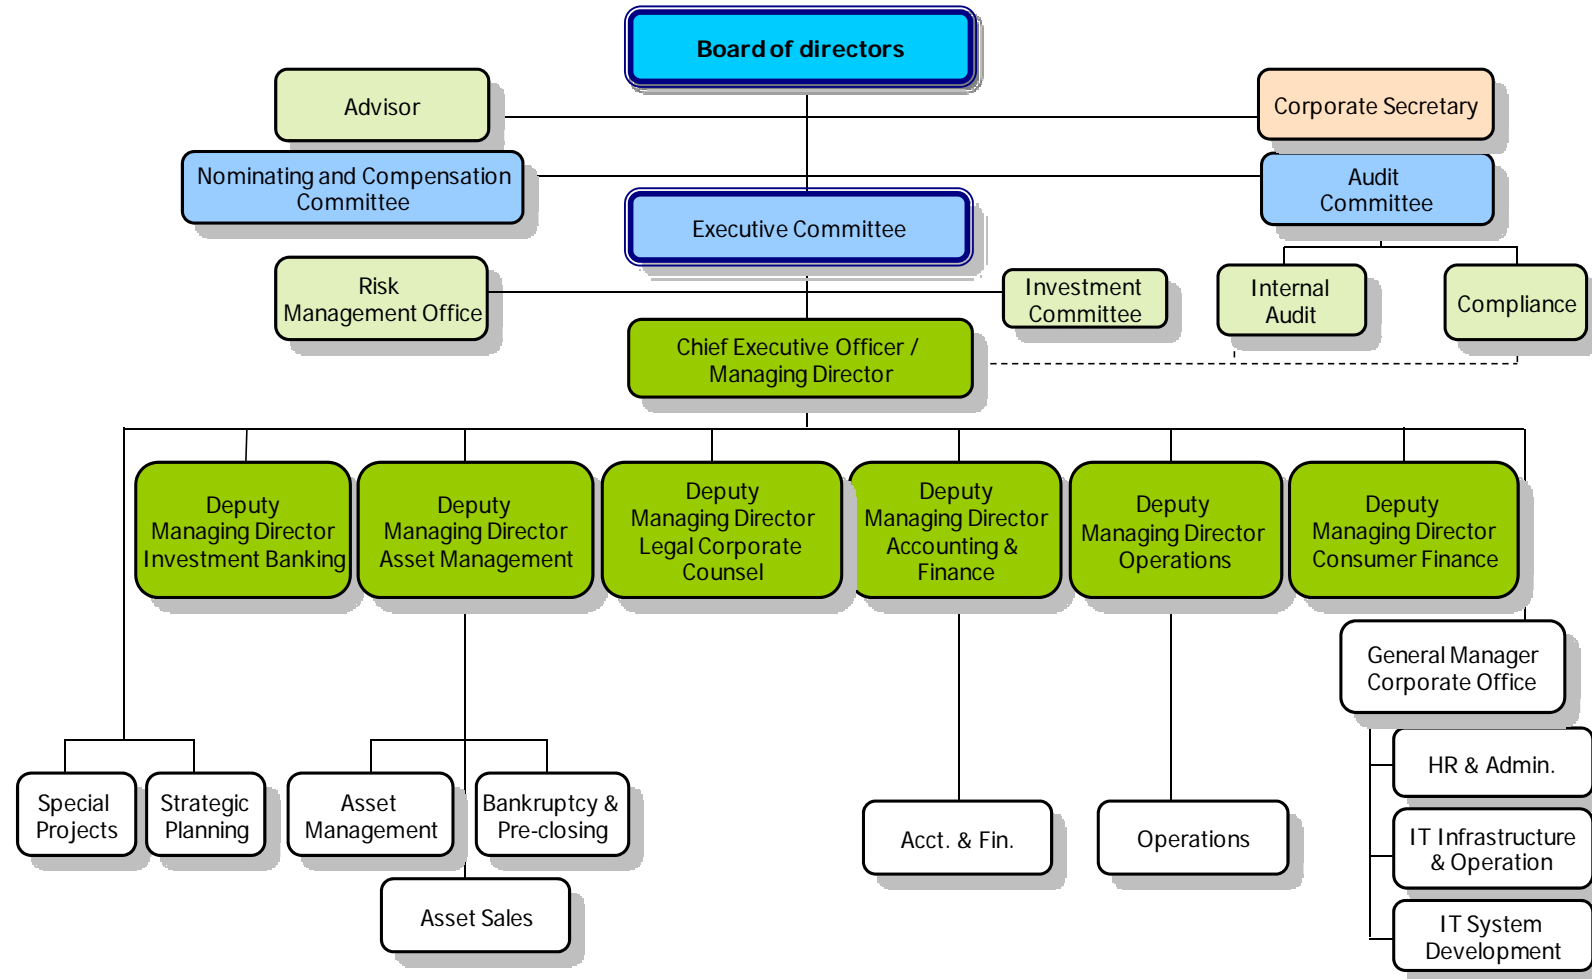 Board of directors
Advisor
Corporate Secretary
Nominating and Compensation
Committee
Audit
Committee
Executive Committee
Risk
Management Office
Investment
Committee
Internal
Audit
Compliance
Chief Executive Officer /
Managing Director
Deputy
Managing Director
Investment Banking
Deputy
Managing Director
Asset Management
Deputy
Managing Director
Legal Corporate
Counsel
Deputy
Managing Director
Accounting &
Finance
Deputy
Managing Director
Operations
Deputy
Managing Director
Consumer Finance
General Manager
Corporate Office
Special
Projects
Strategic
Planning
Asset
Management
Bankruptcy &
Pre-closing
Asset Sales
Acct. & Fin.
Operations
HR & Admin.
IT Infrastructure
& Operation
IT System
Development